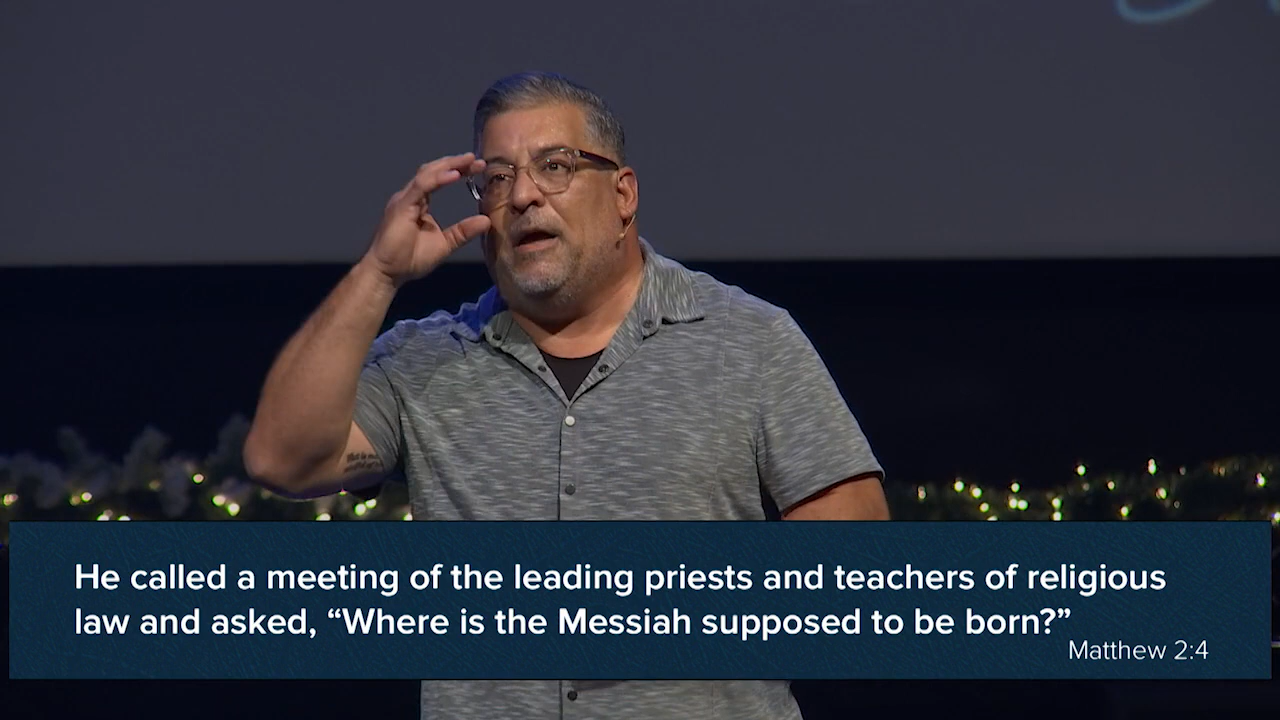 He called a meeting of the leading priests and teachers of religious
law and asked, “Where is the Messiah supposed to be born?”
Matthew 2:4